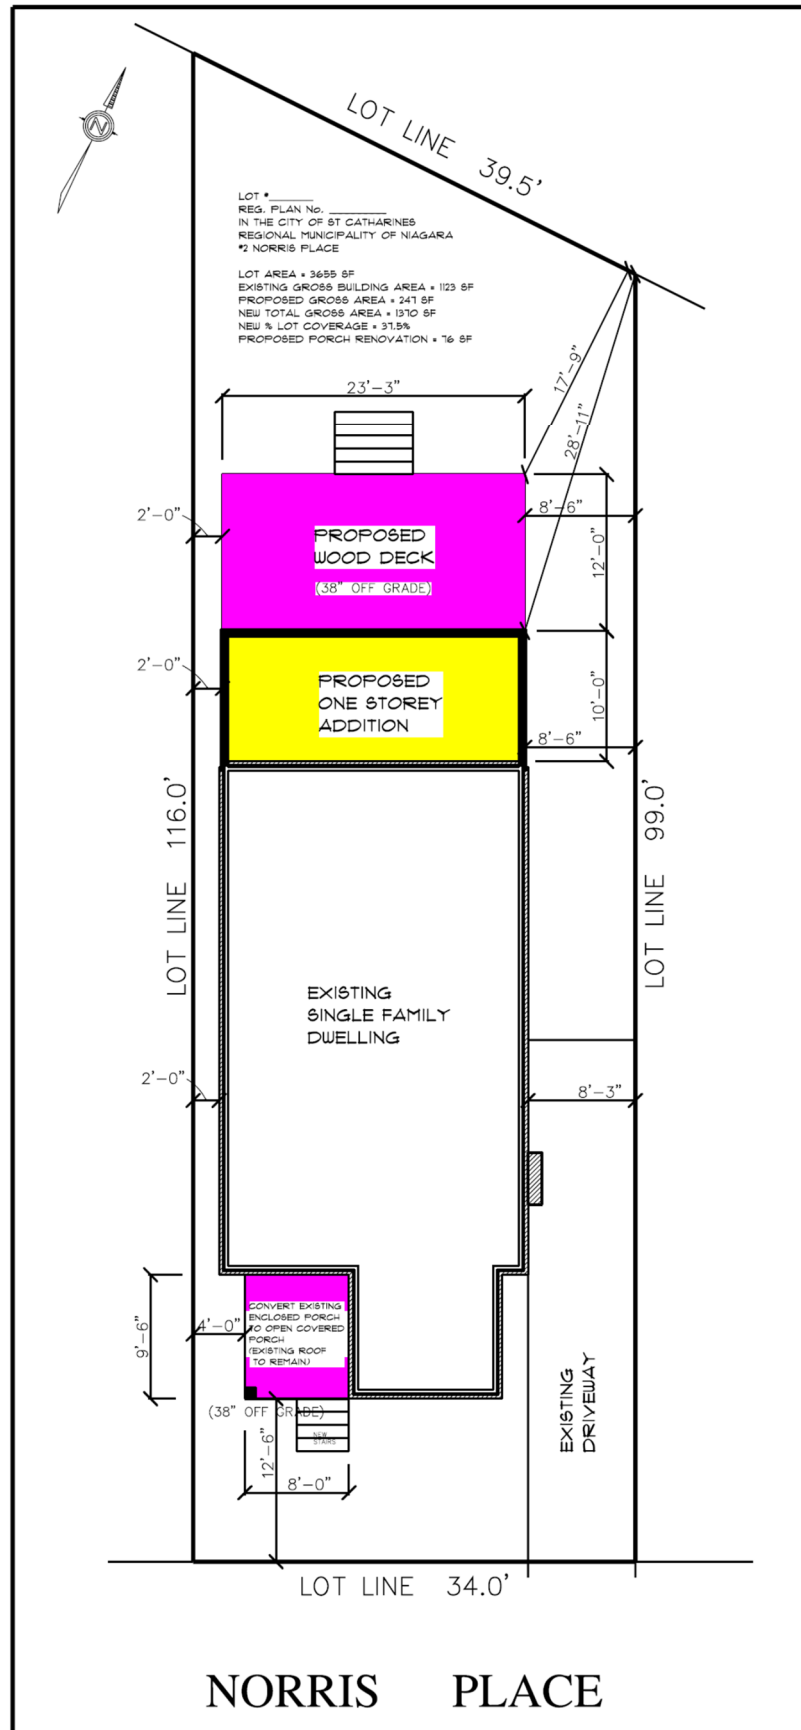 N
LOT LINE 39.5'
LOT #______
REG. PLAN No. ______
IN THE CITY OF ST CATHARINES
REGIONAL MUNICIPALITY OF NIAGARA
#2 NORRIS PLACE
LOT AREA = 3655 SF
EXISTING GROSS BUILDING AREA = 1123 SF
PROPOSED GROSS AREA = 247 SF
NEW TOTAL GROSS AREA = 1370 SF
NEW % LOT COVERAGE = 37.5%
PROPOSED PORCH RENOVATION = 76 SF
17'-9"
23'-3"
28'-11"
2'-0"
8'-6"
PROPOSED
WOOD DECK
(38" OFF GRADE)
12'-0"
2'-0"
PROPOSED
ONE STOREY
ADDITION
10'-0"
8'-6"
LOT LINE 116.0'
LOT LINE 99.0'
EXISTING
SINGLE FAMILY
DWELLING
2'-0"
8'-3"
9'-6"
4'-0"
CONVERT EXISTING
ENCLOSED PORCH
TO OPEN COVERED
PORCH
(EXISTING ROOF
TO REMAIN)
(38" OFF GRADE)
NEW
STAIRS
12'-6"
8'-0"
EXISTING
DRIVEWAY
LOT LINE 34.0'
NORRIS PLACE